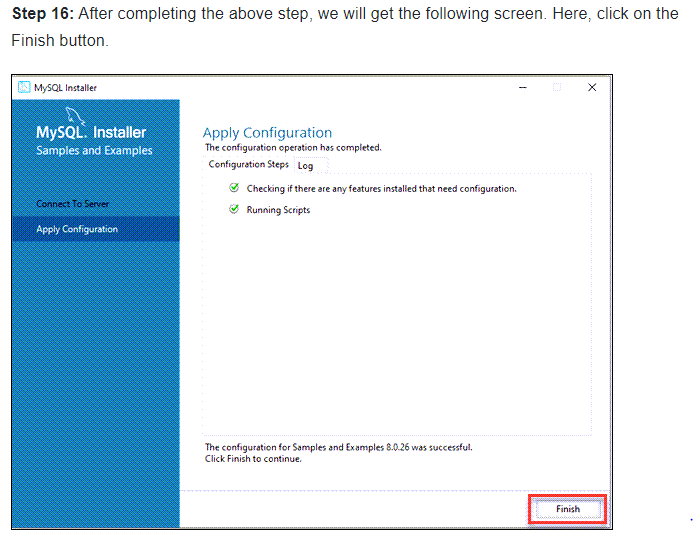 Step 16: After completing the above step, we will get the following screen. Here, click on the
Finish button.
MySQL Installer
MySQL. Installer
Samples and Examples
Connect To Server
Apply Configuration
Apply Configuration
The configuration operation has completed.
Configuration Steps Log
Checking if there are any features installed that need configuration.
Running Scripts
The configuration for Samples and Examples 8.0.26 was successful.
Click Finish to continue.
Finish
.